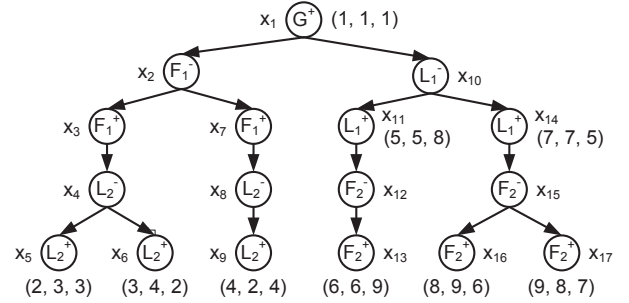 x₁ G⁺ (1, 1, 1)
x₂ F₁⁻ L₁⁻ x₁₀
x₃ F₁⁺ x₇ F₁⁺ L₁⁺ x₁₁ L₁⁺ x₁₄
(5, 5, 8) (7, 7, 5)
x₄ L₂⁻ x₈ L₂⁻ F₂⁻ x₁₂ F₂⁻ x₁₅
x₅ L₂⁺ x₆ L₂⁺ x₉ L₂⁺ F₂⁺ x₁₃ F₂⁺ x₁₆ F₂⁺ x₁₇
(2, 3, 3) (3, 4, 2) (4, 2, 4) (6, 6, 9) (8, 9, 6) (9, 8, 7)